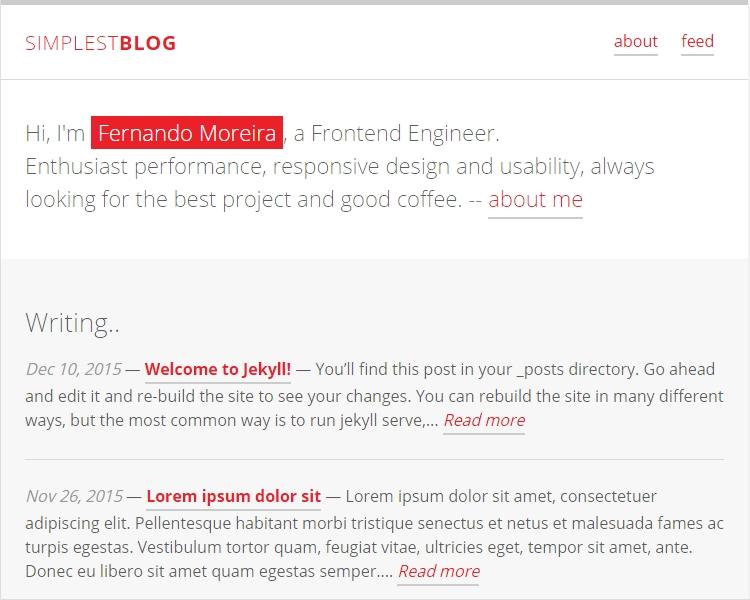 SIMPLESTBLOG
about feed
Hi, I'm Fernando Moreira, a Frontend Engineer.
Enthusiast performance, responsive design and usability, always
looking for the best project and good coffee. -- about me
Writing..
Dec 10, 2015 — Welcome to Jekyll! — You’ll find this post in your _posts directory. Go ahead
and edit it and re-build the site to see your changes. You can rebuild the site in many different
ways, but the most common way is to run jekyll serve,... Read more
Nov 26, 2015 — Lorem ipsum dolor sit — Lorem ipsum dolor sit amet, consectetuer
adipiscing elit. Pellentesque habitant morbi tristique senectus et netus et malesuada fames ac
turpis egestas. Vestibulum tortor quam, feugiat vitae, ultricies eget, tempor sit amet, ante.
Donec eu libero sit amet quam egestas semper.... Read more